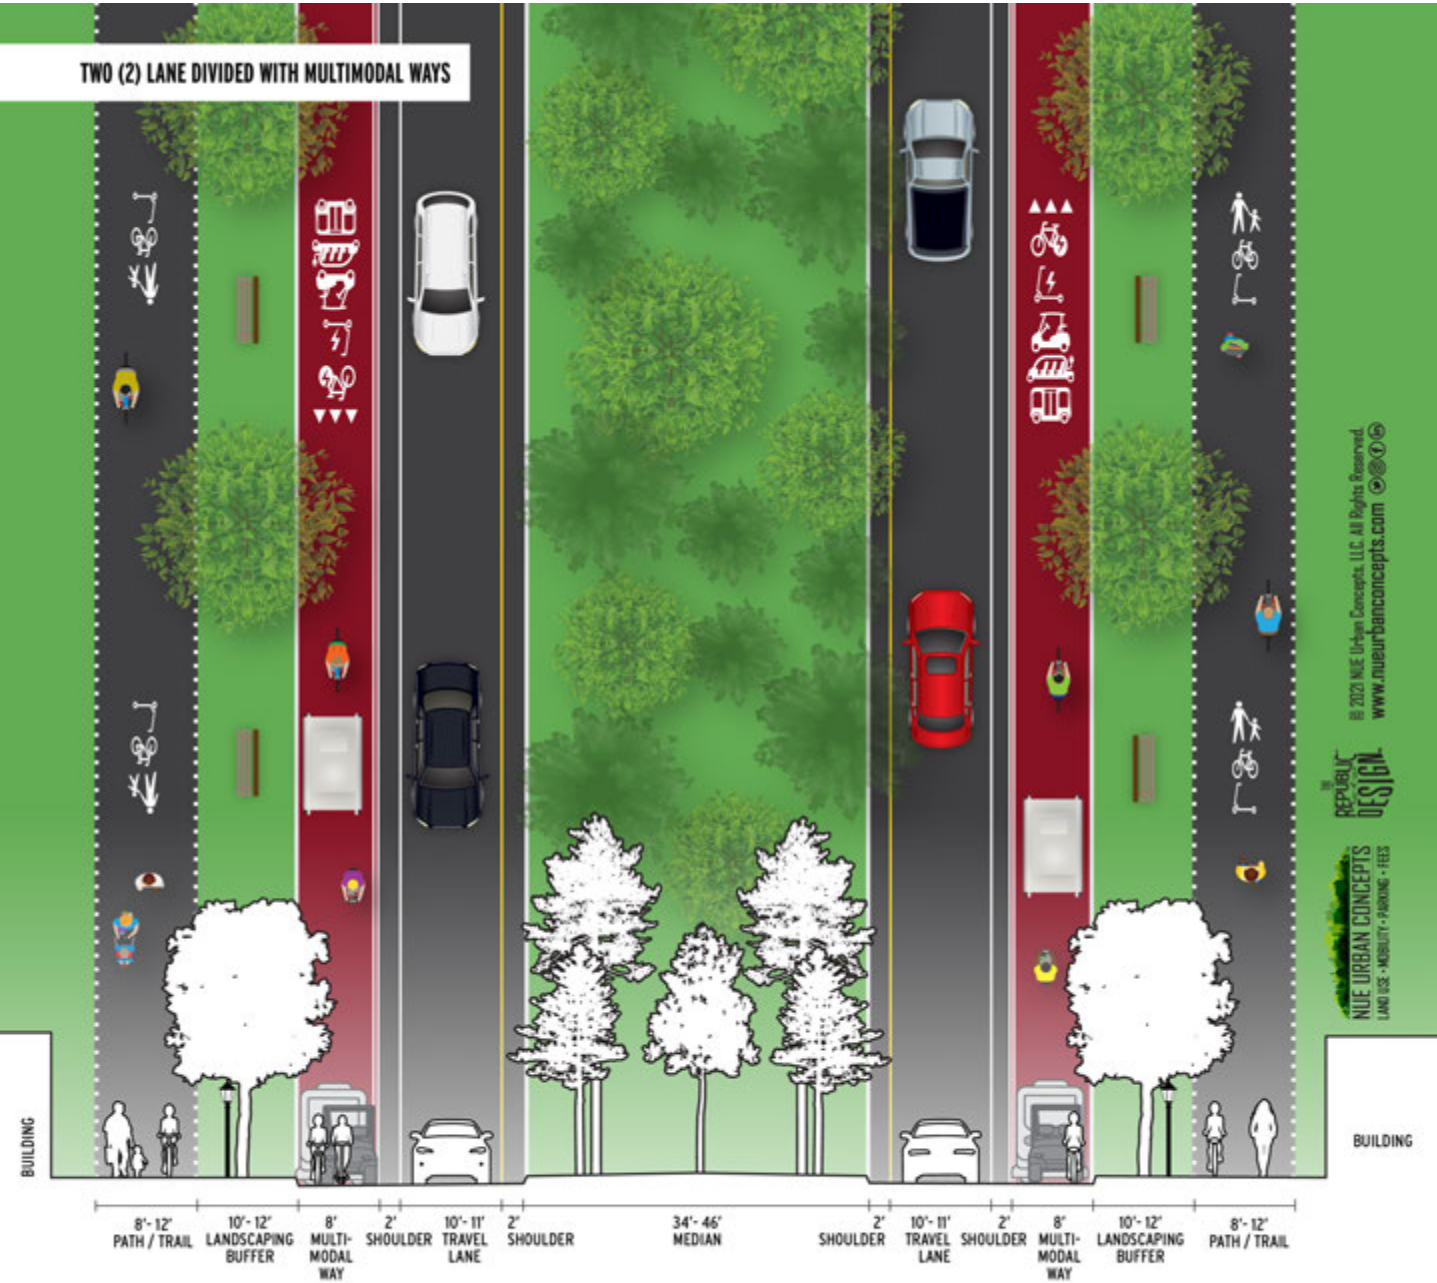 TWO (2) LANE DIVIDED WITH MULTIMODAL WAYS
© 2021 NUE Urban Concepts, LLC. All Rights Reserved.
www.nueurbanconcepts.com
THE
REPUBLIC
DESIGN
NUE URBAN CONCEPTS
LAND USE • MOBILITY • PARKING • FEES
BUILDING
BUILDING
8'- 12'
PATH / TRAIL
10'- 12'
LANDSCAPING
BUFFER
8'
MULTI-
MODAL
WAY
2'
SHOULDER
10'- 11'
TRAVEL
LANE
2'
SHOULDER
34'- 46'
MEDIAN
2'
SHOULDER
10'- 11'
TRAVEL
LANE
2'
SHOULDER
8'
MULTI-
MODAL
WAY
10'- 12'
LANDSCAPING
BUFFER
8'- 12'
PATH / TRAIL